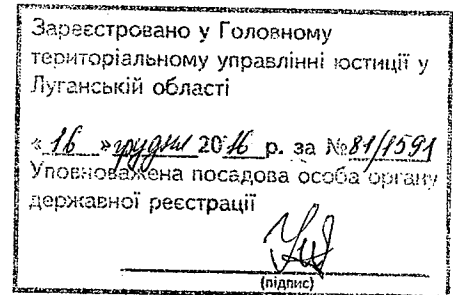 Зареєстровано у Головному
територіальному управлінні юстиції у
Луганській області
«16» грудня 2016 р. за №81/1591
Уповноважена посадова особа органу
державної реєстрації
(підпис)